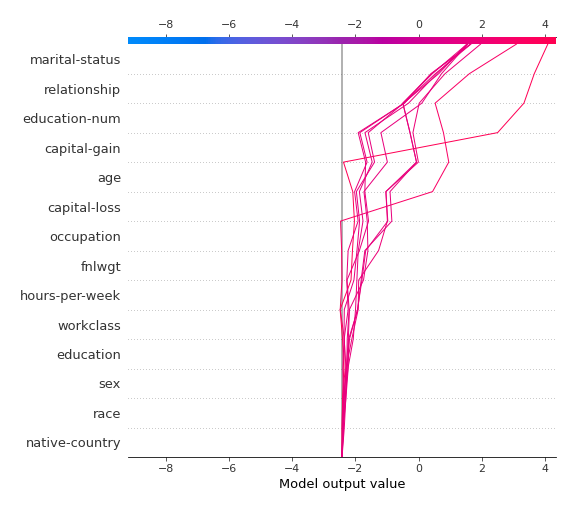 −8 −6 −4 −2 0 2 4
marital-status
relationship
education-num
capital-gain
age
capital-loss
occupation
fnlwgt
hours-per-week
workclass
education
sex
race
native-country
−8 −6 −4 −2 0 2 4
Model output value